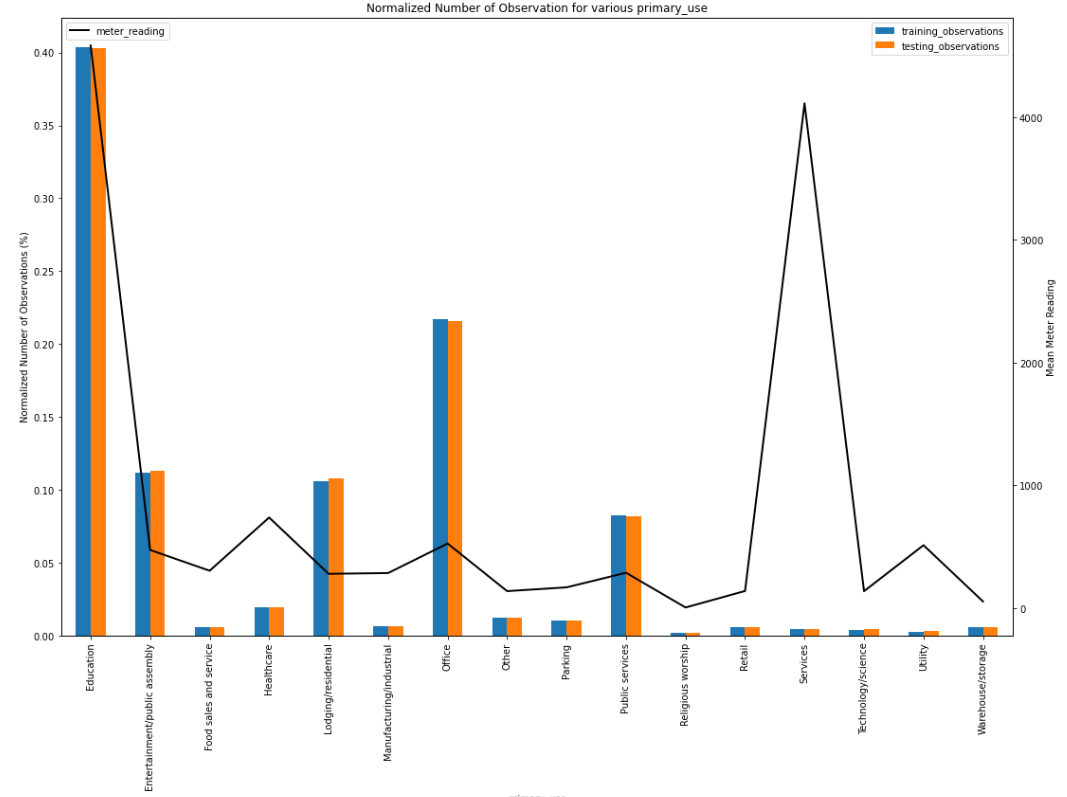 Normalized Number of Observation for various primary_use
meter_reading
training_observations
testing_observations
Normalized Number of Observations (%)
0.40
0.35
0.30
0.25
0.20
0.15
0.10
0.05
0.00
4000
3000
2000
1000
0
Mean Meter Reading
Education
Entertainment/public assembly
Food sales and service
Healthcare
Lodging/residential
Manufacturing/industrial
Office
Other
Parking
Public services
Religious worship
Retail
Services
Technology/science
Utility
Warehouse/storage